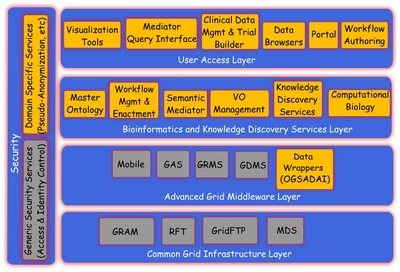 Security
Domain Specific Services
(Pseudo-Anonymization, etc)
Generic Security Services
(Access & Identity Control)
Visualization
Tools
Mediator
Query Interface
Clinical Data
Mgmt & Trial
Builder
Data
Browsers
Portal
Workflow
Authoring
User Access Layer
Master
Ontology
Workflow
Mgmt &
Enactment
Semantic
Mediator
VO
Management
Knowledge
Discovery
Services
Computational
Biology
Bioinformatics and Knowledge Discovery Services Layer
Mobile
GAS
GRMS
GDMS
Data
Wrappers
(OGSADAI)
Advanced Grid Middleware Layer
GRAM
RFT
GridFTP
MDS
Common Grid Infrastructure Layer